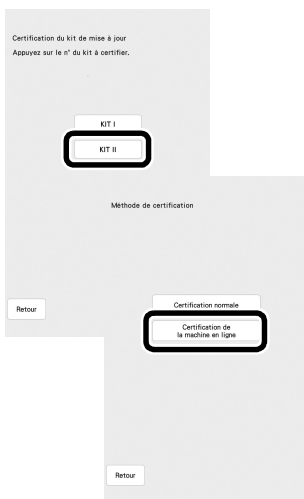 Certification du kit de mise à jour
Appuyez sur le n° du kit à certifier.
KIT I
KIT II
Retour
Méthode de certification
Certification normale
Certification de
la machine en ligne
Retour